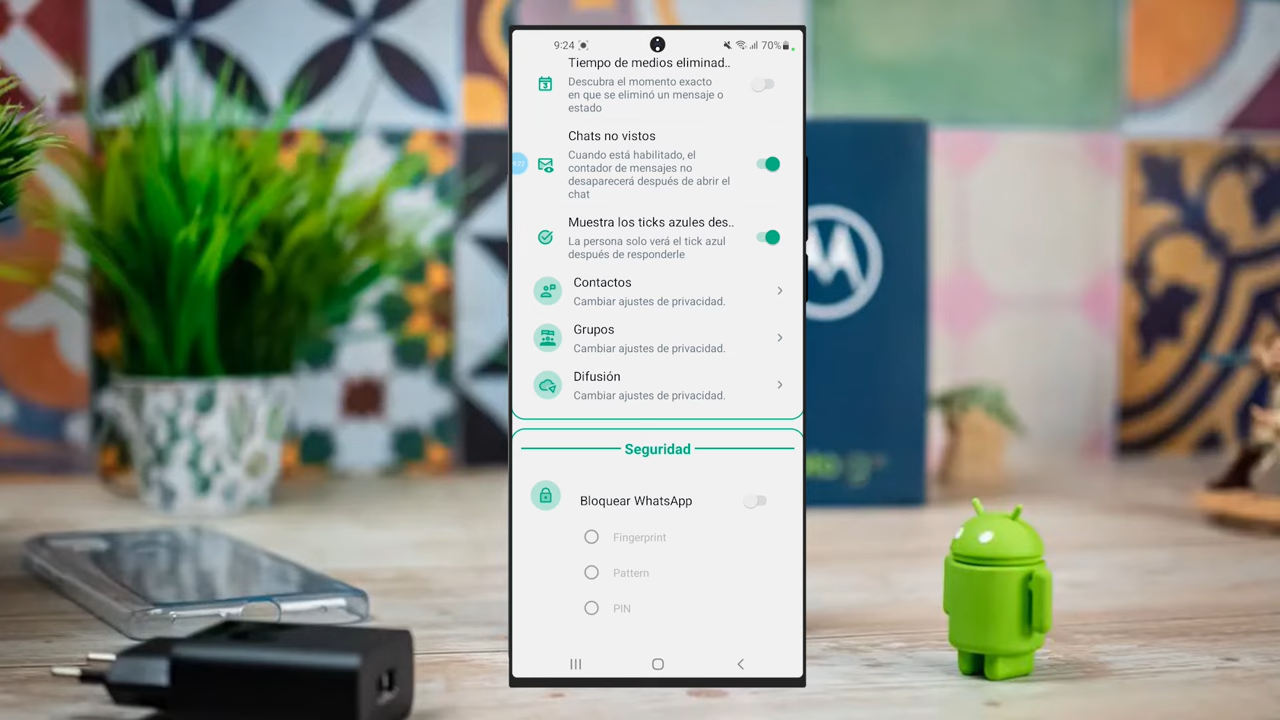 9:24
70%
Tiempo de medios eliminad..
Descubra el momento exacto
en que se eliminó un mensaje o
estado
Chats no vistos
Cuando está habilitado, el
contador de mensajes no
desaparecerá después de abrir el
chat
Muestra los ticks azules des..
La persona solo verá el tick azul
después de responderle
Contactos
Cambiar ajustes de privacidad.
Grupos
Cambiar ajustes de privacidad.
Difusión
Cambiar ajustes de privacidad.
Seguridad
Bloquear WhatsApp
Fingerprint
Pattern
PIN